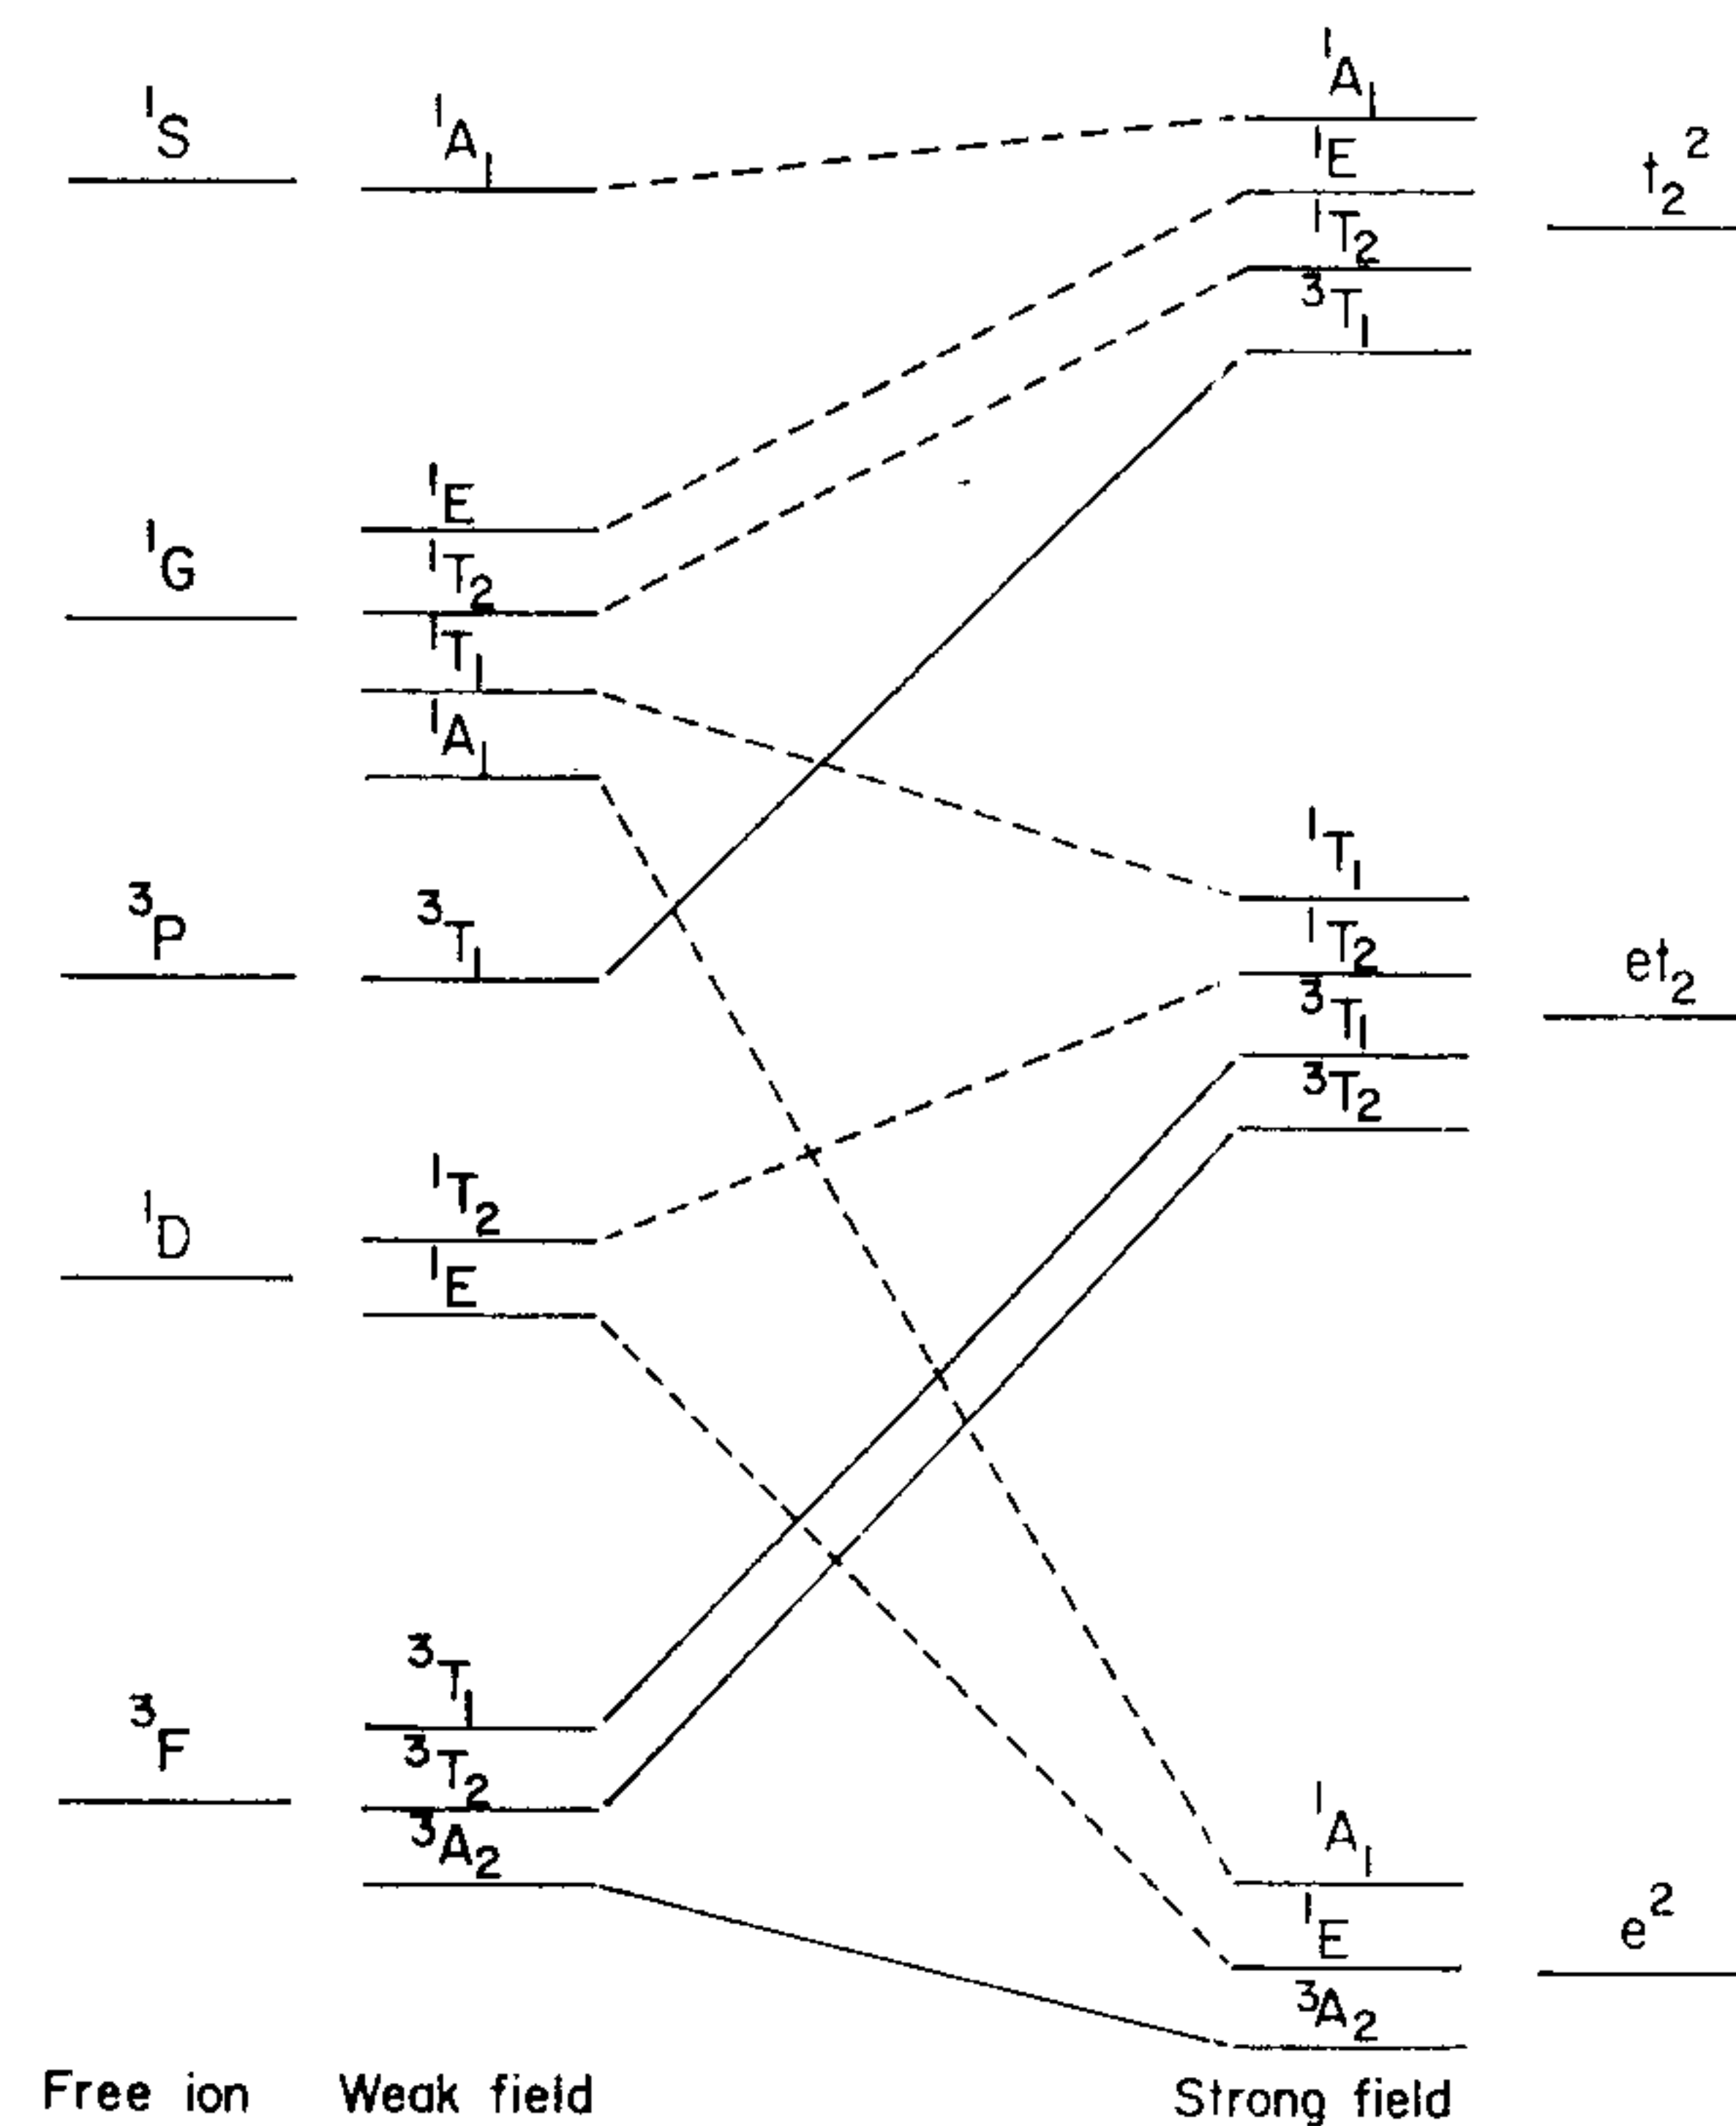 ¹S
¹G
³P
¹D
³F
Free ion
¹A₁
¹E
¹T₂
¹T₁
¹A₁
³T₁
¹T₂
¹E
³T₁
³T₂
³A₂
Weak field
¹A₁
¹E
¹T₂
³T₁
¹T₁
¹T₂
³T₁
³T₂
¹A₁
¹E
³A₂
Strong field
t₂²
et₂
e²